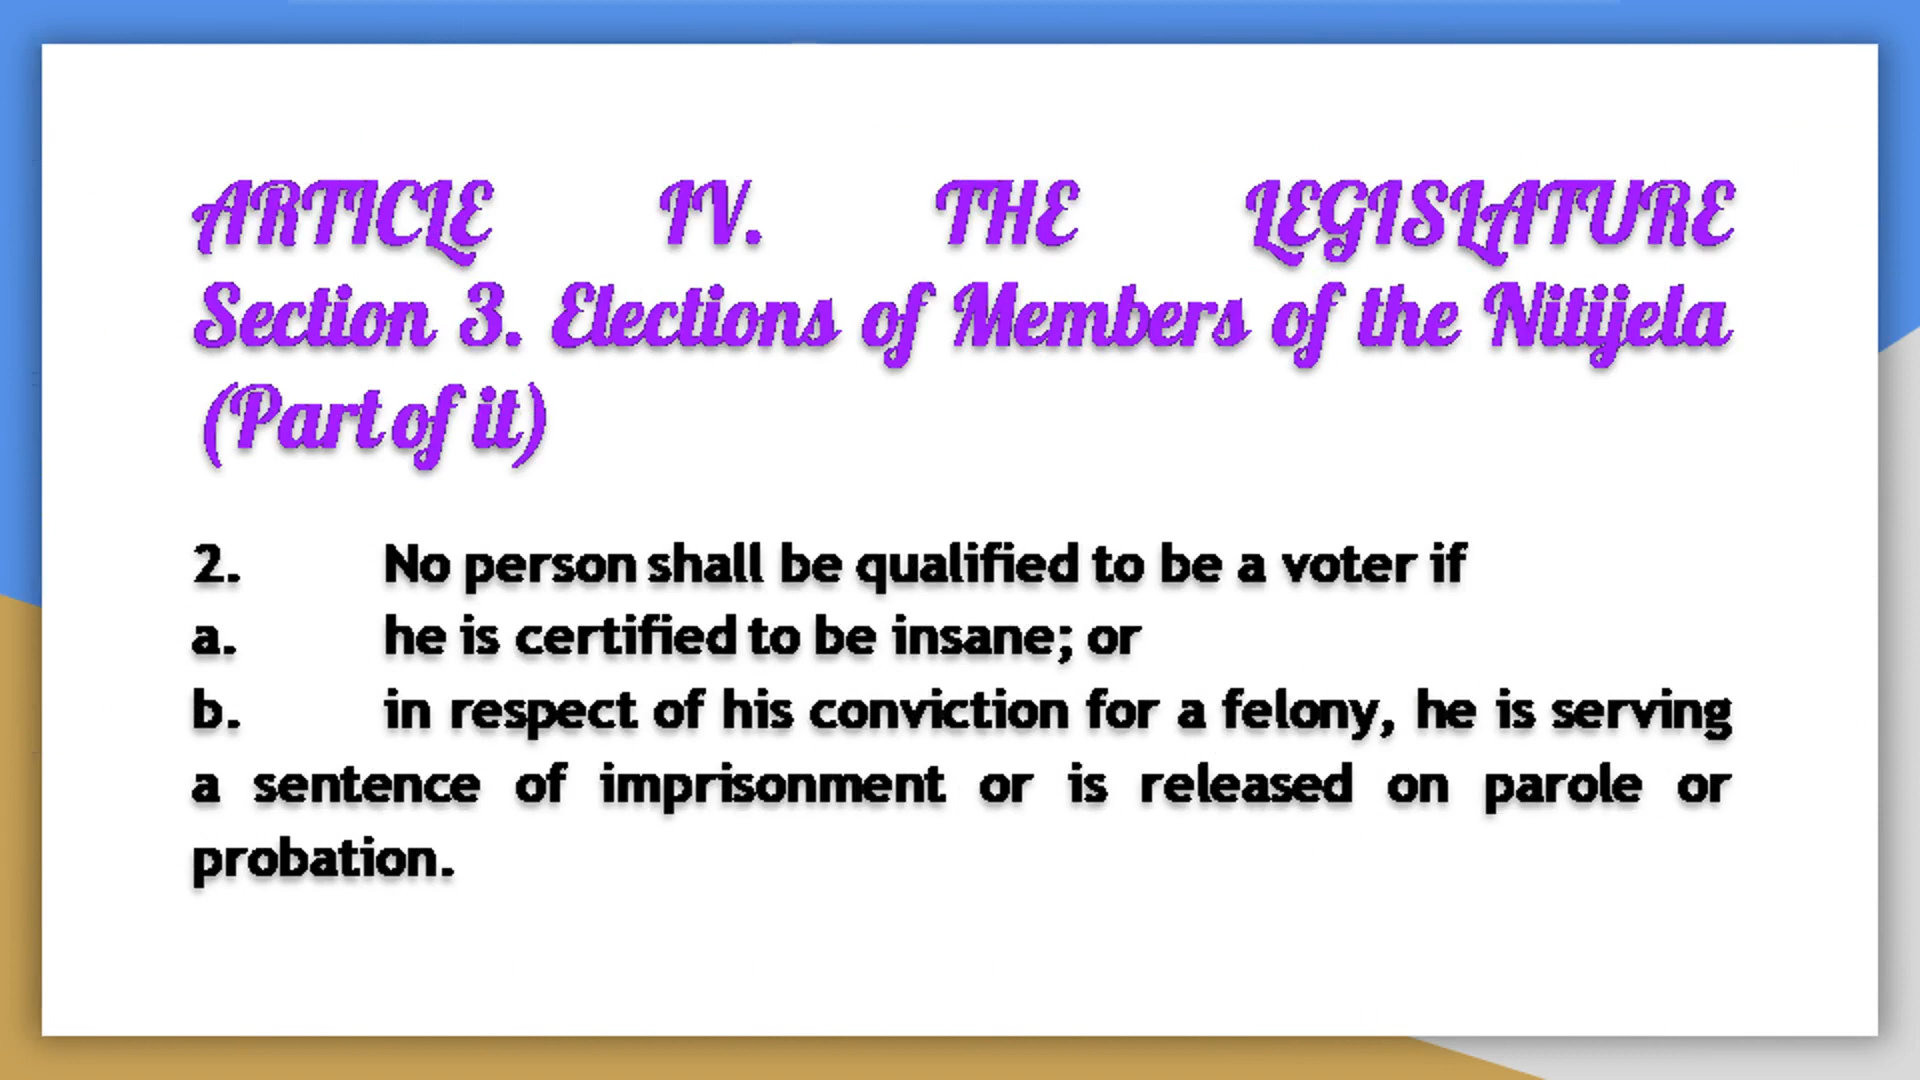 ARTICLE IV. THE LEGISLATURE
Section 3. Elections of Members of the Nitijela
(Part of it)
2. No person shall be qualified to be a voter if
a. he is certified to be insane; or
b. in respect of his conviction for a felony, he is serving
a sentence of imprisonment or is released on parole or
probation.